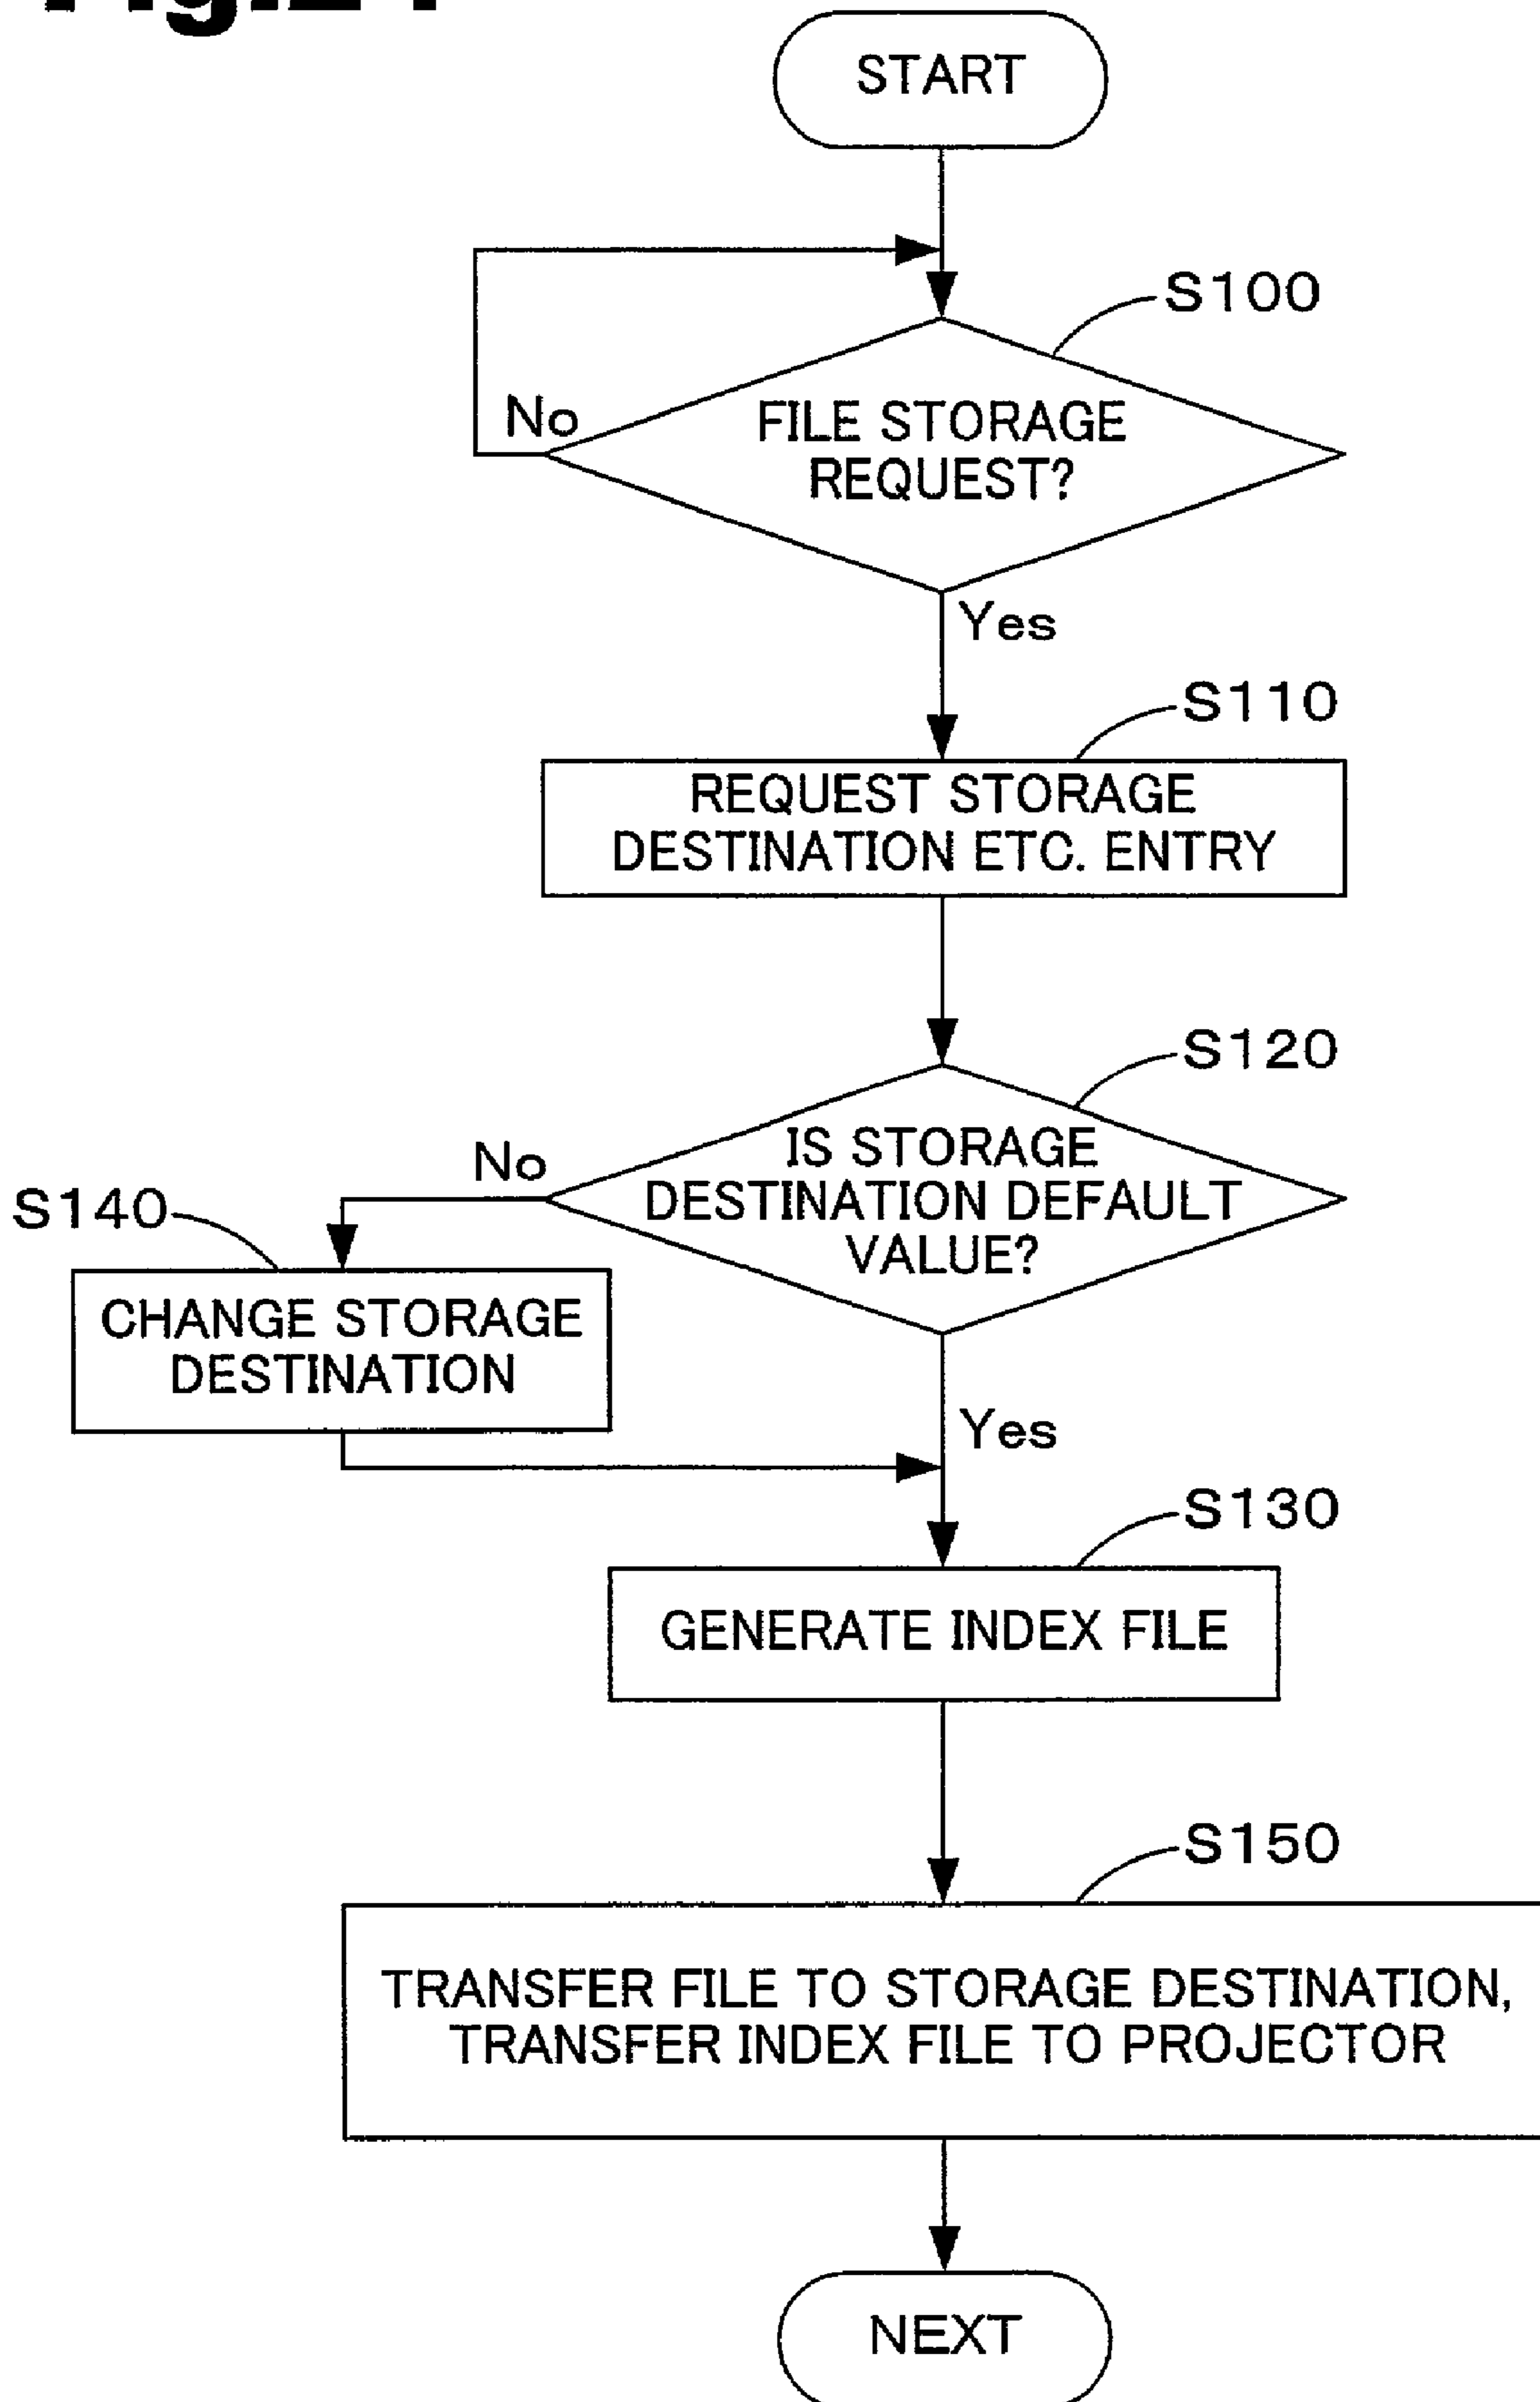 START
S100
FILE STORAGE
REQUEST?
No
Yes
S110
REQUEST STORAGE
DESTINATION ETC. ENTRY
S120
IS STORAGE
DESTINATION DEFAULT
VALUE?
No
S140
CHANGE STORAGE
DESTINATION
Yes
S130
GENERATE INDEX FILE
S150
TRANSFER FILE TO STORAGE DESTINATION,
TRANSFER INDEX FILE TO PROJECTOR
NEXT